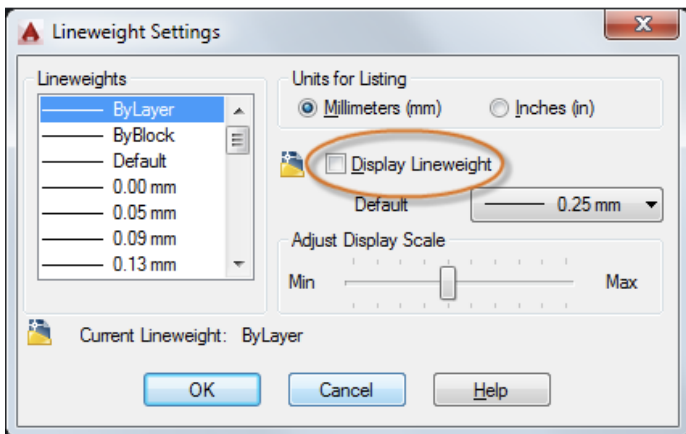 Lineweight Settings
Lineweights
ByLayer
ByBlock
Default
0.00 mm
0.05 mm
0.09 mm
0.13 mm
Units for Listing
Millimeters (mm)
Inches (in)
Display Lineweight
Default
0.25 mm
Adjust Display Scale
Min
Max
Current Lineweight: ByLayer
OK
Cancel
Help